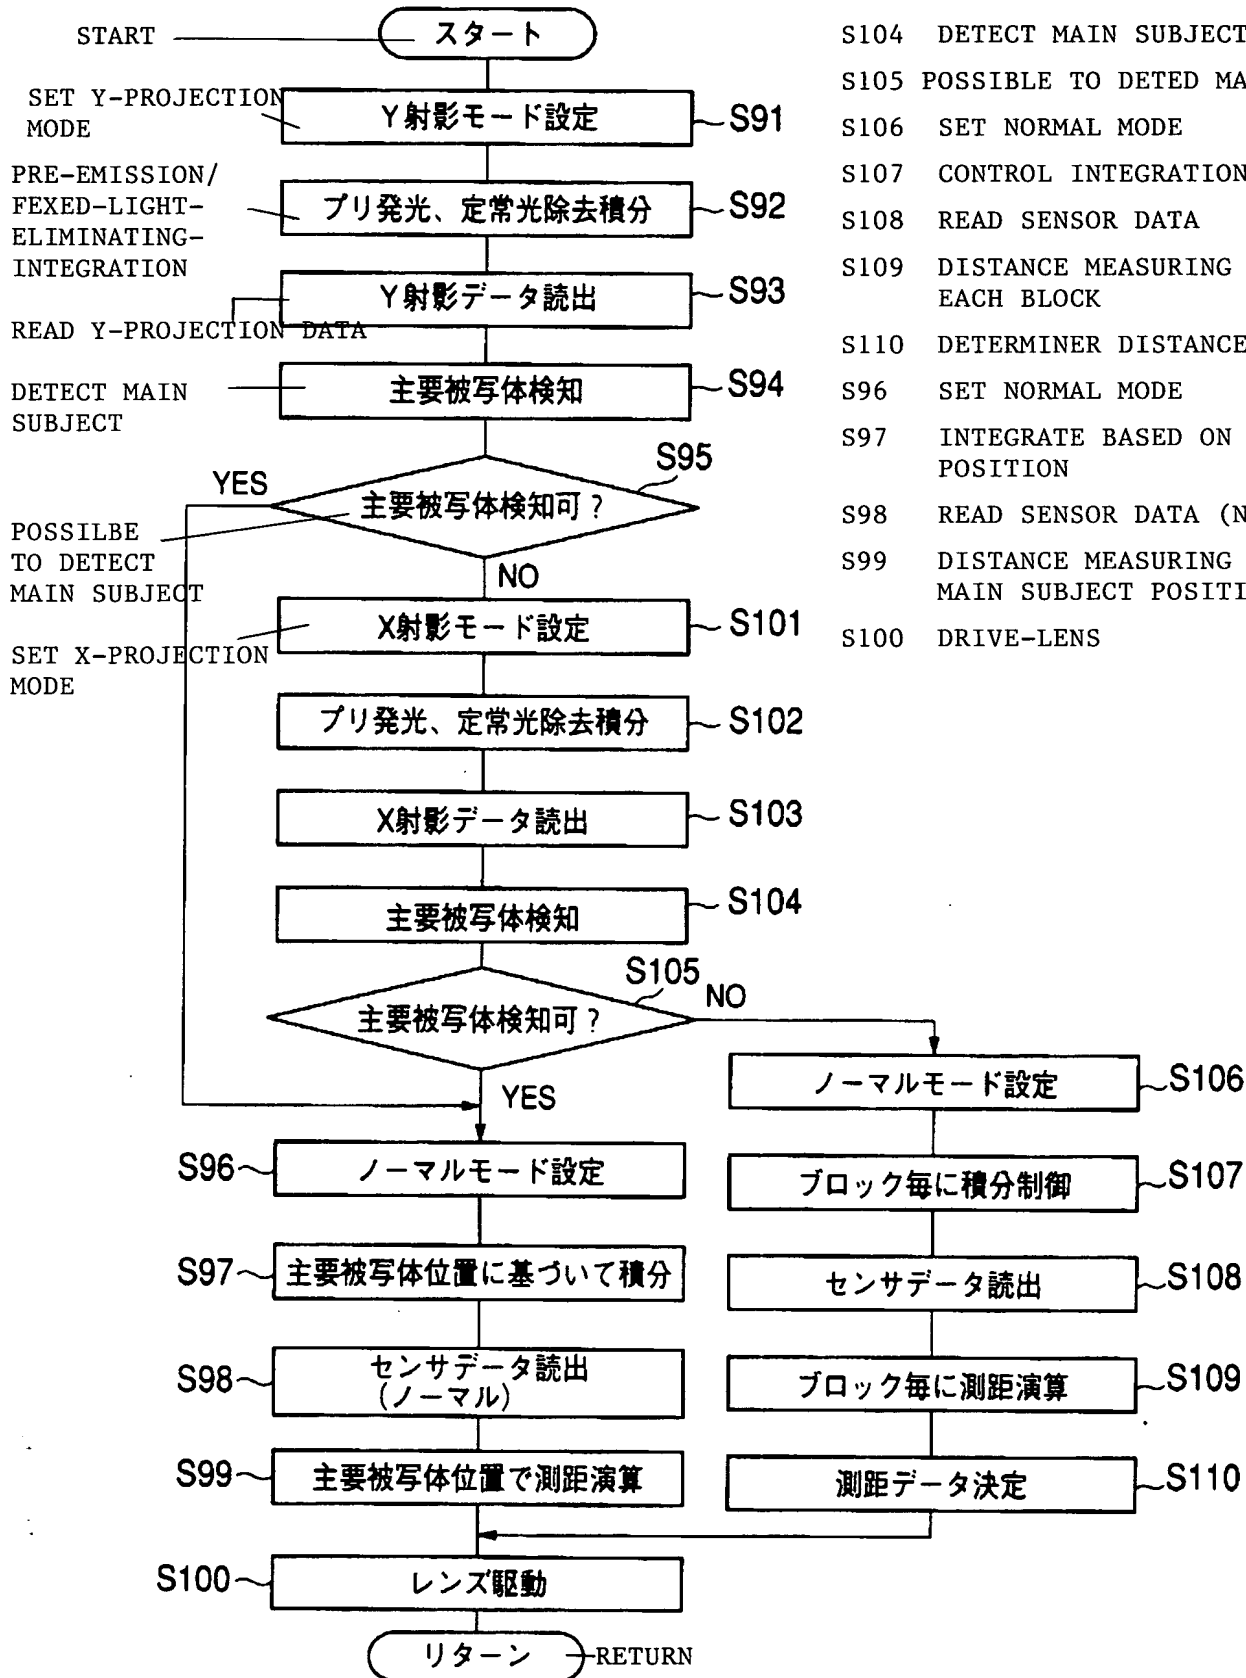 START
スタート
SET Y-PROJECTION
MODE
Y射影モード設定
S91
PRE-EMISSION/
FEXED-LIGHT-
ELIMINATING-
INTEGRATION
プリ発光、定常光除去積分
S92
Y射影データ読出
S93
READ Y-PROJECTION DATA
DETECT MAIN
SUBJECT
主要被写体検知
S94
S95
YES
主要被写体検知可?
POSSILBE
TO DETECT
MAIN SUBJECT
NO
X射影モード設定
S101
SET X-PROJECTION
MODE
プリ発光、定常光除去積分
S102
X射影データ読出
S103
主要被写体検知
S104
S105
主要被写体検知可?
NO
YES
S96
ノーマルモード設定
S97
主要被写体位置に基づいて積分
S98
センサデータ読出
(ノーマル)
S99
主要被写体位置で測距演算
ノーマルモード設定
S106
ブロック毎に積分制御
S107
センサデータ読出
S108
ブロック毎に測距演算
S109
測距データ決定
S110
S100
レンズ駆動
リターン
RETURN
S104 DETECT MAIN SUBJECT
S105 POSSIBLE TO DETED MA
S106 SET NORMAL MODE
S107 CONTROL INTEGRATION
S108 READ SENSOR DATA
S109 DISTANCE MEASURING
EACH BLOCK
S110 DETERMINER DISTANCE
S96 SET NORMAL MODE
S97 INTEGRATE BASED ON
POSITION
S98 READ SENSOR DATA (N
S99 DISTANCE MEASURING
MAIN SUBJECT POSITI
S100 DRIVE-LENS